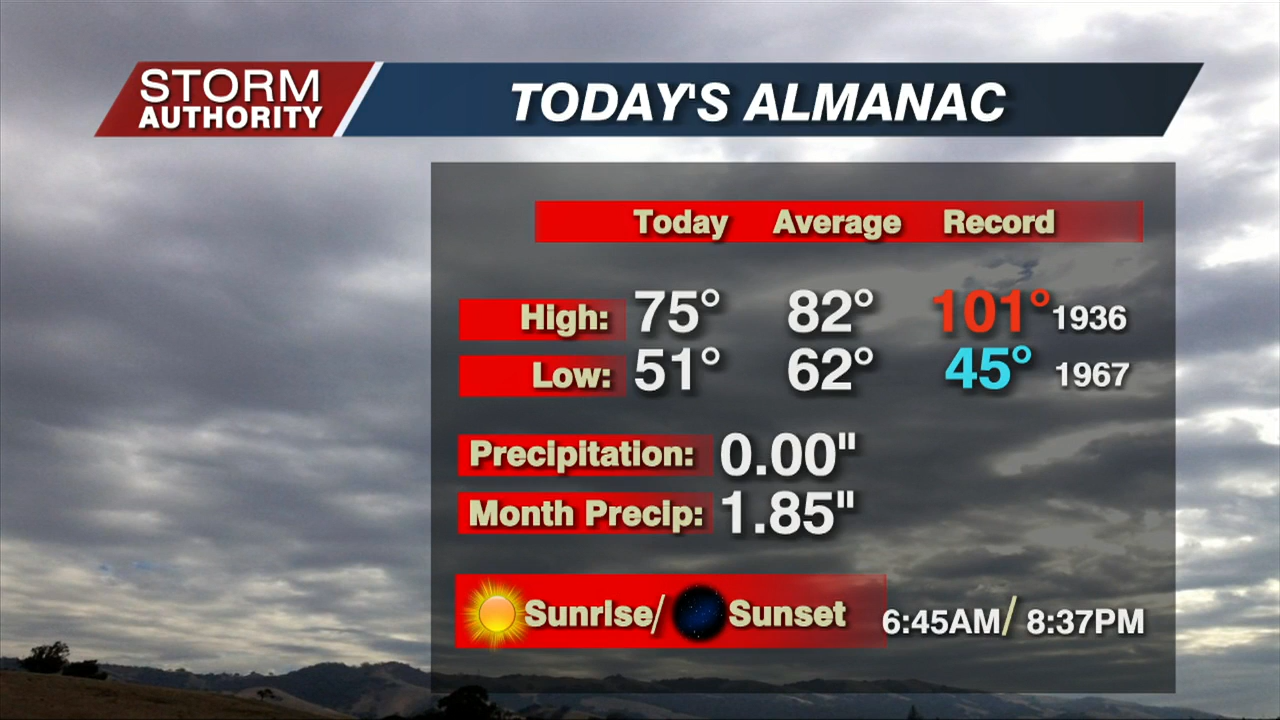 STORM
AUTHORITY
TODAY'S ALMANAC
Today Average Record
High: 75° 82° 101° 1936
Low: 51° 62° 45° 1967
Precipitation: 0.00"
Month Precip: 1.85"
Sunrise/ Sunset 6:45AM/ 8:37PM